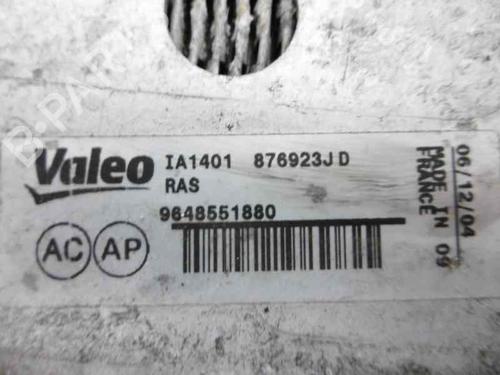 Valeo
IA1401 876923J D
RAS
9648551880
AC AP
06/12/04
MADE IN 09
FRANCE
B-PARTS